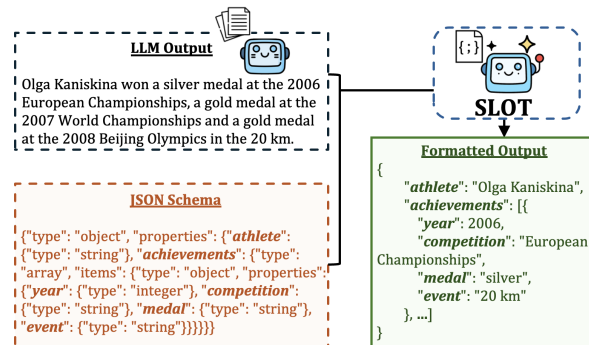 LLM Output
Olga Kaniskina won a silver medal at the 2006
European Championships, a gold medal at the
2007 World Championships and a gold medal
at the 2008 Beijing Olympics in the 20 km.
{;}
SLOT
JSON Schema
{"type": "object", "properties": {"athlete":
{"type": "string"}, "achievements": {"type":
"array", "items": {"type": "object", "properties":
{"year": {"type": "integer"}, "competition":
{"type": "string"}, "medal": {"type": "string"},
"event": {"type": "string"}}}}}}
Formatted Output
{
"athlete": "Olga Kaniskina",
"achievements": [{
"year": 2006,
"competition": "European
Championships",
"medal": "silver",
"event": "20 km"
}, ...]
}